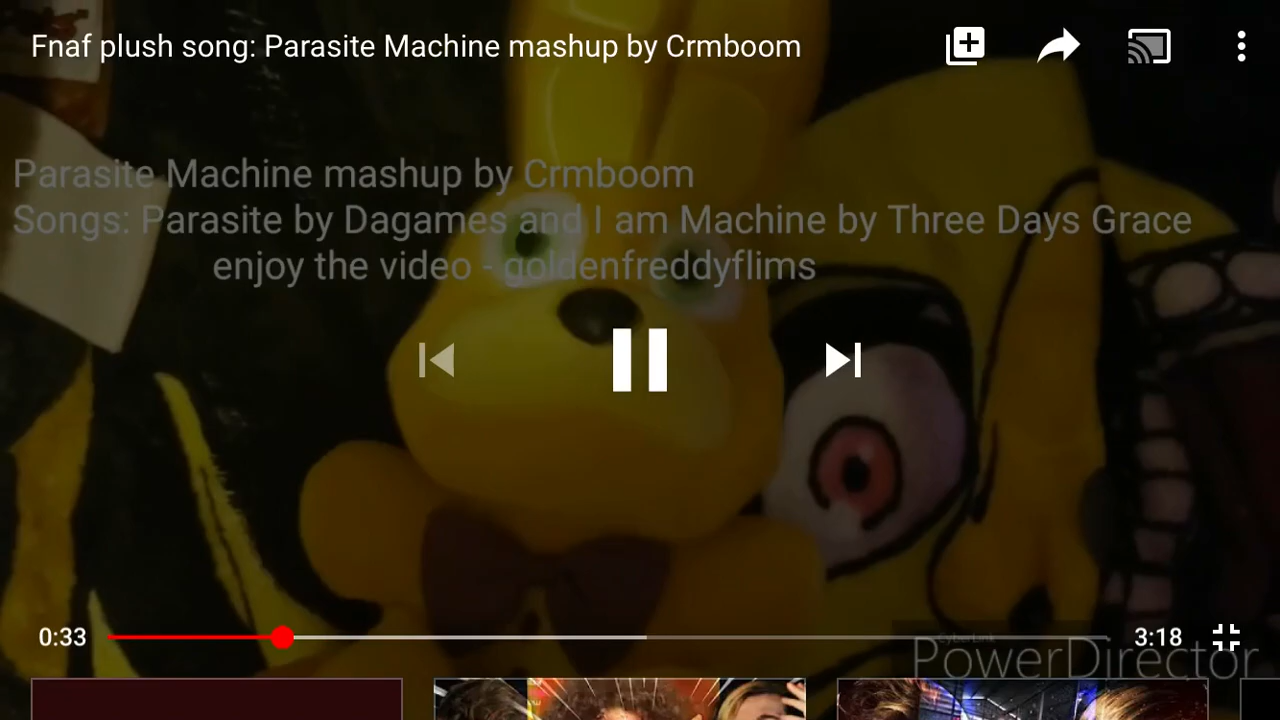 Fnaf plush song: Parasite Machine mashup by Crmboom
Parasite Machine mashup by Crmboom
Songs: Parasite by Dagames and I am Machine by Three Days Grace
enjoy the video - goldenfreddyflims
0:33
3:18
CyberLink
PowerDirector